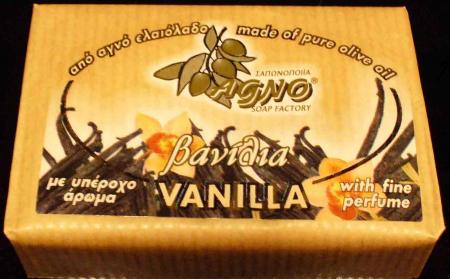 από αγνό ελαιόλαδο
made of pure olive oil
ΣΑΠΩΝΟΠΟΙΪΑ
AGNO®
SOAP FACTORY
βανίλια
με υπέροχο
άρωμα
VANILLA
with fine
perfume